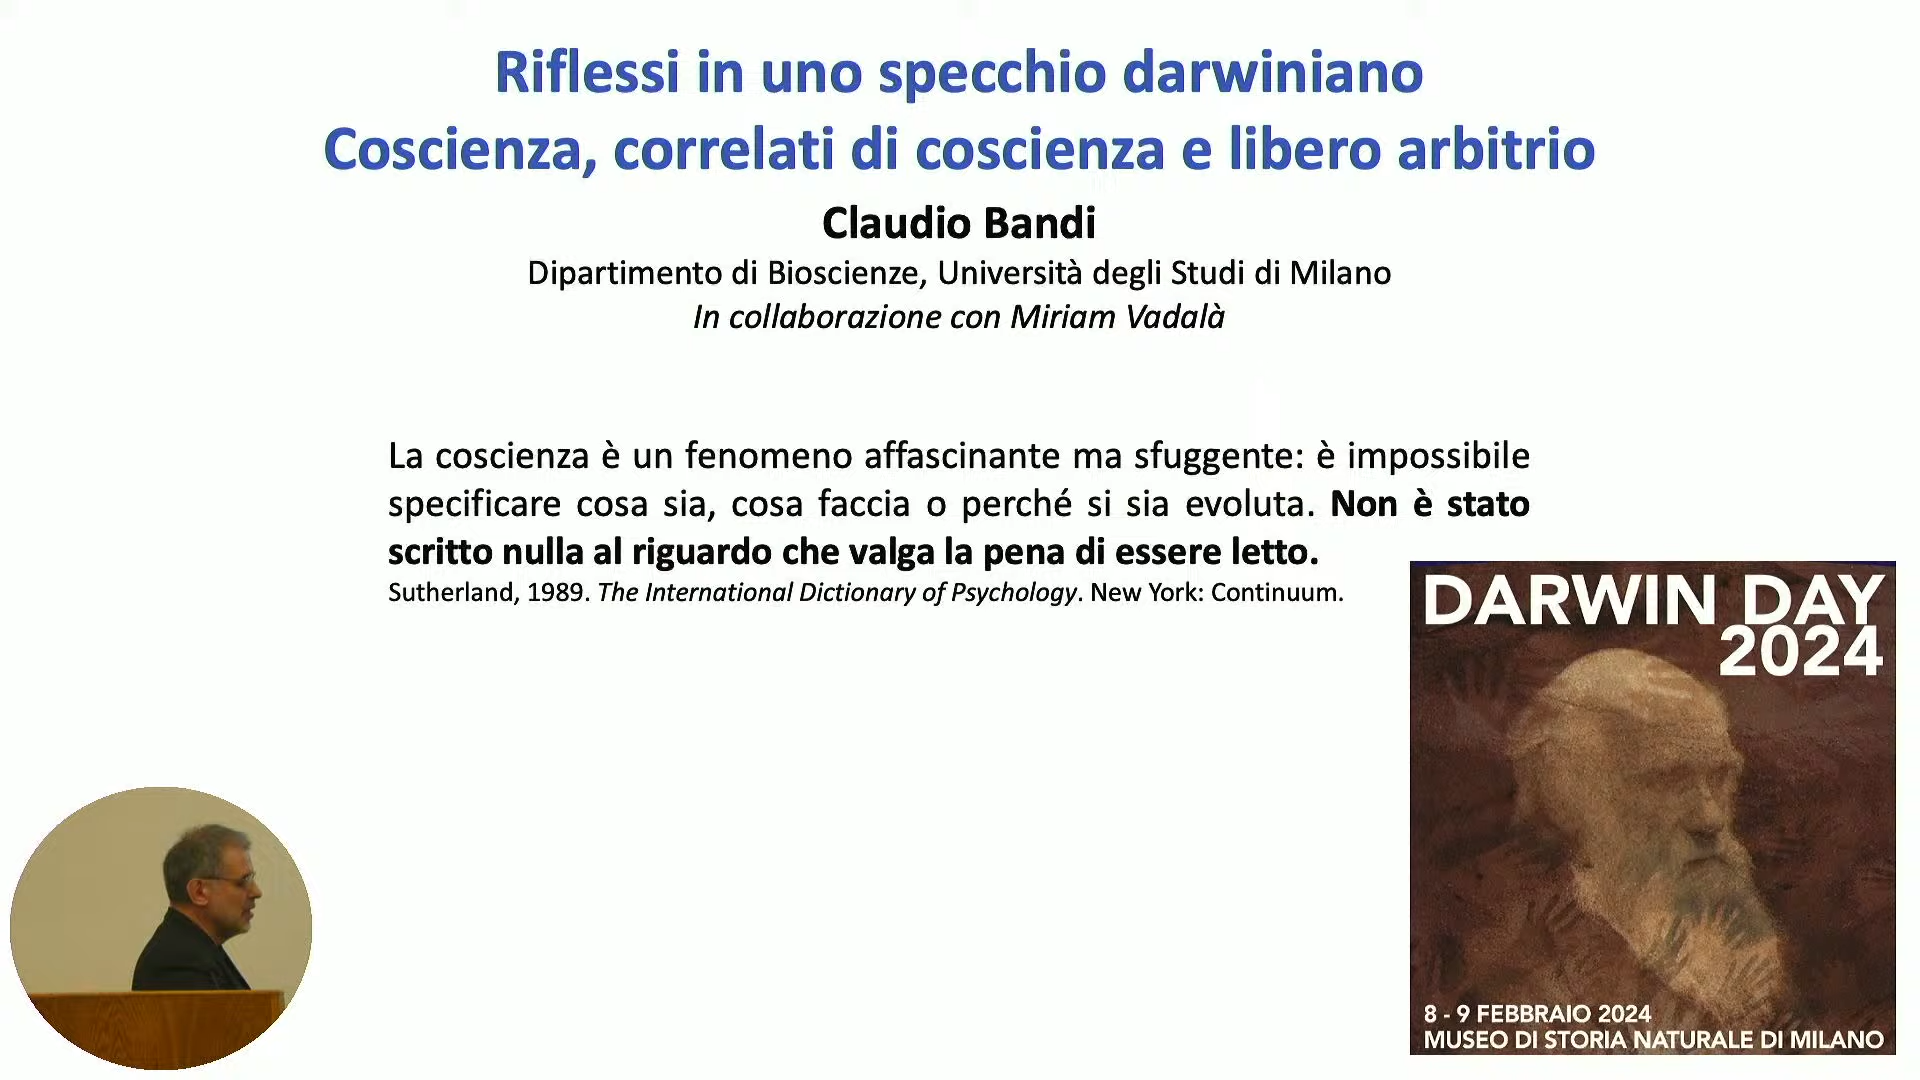 Riflessi in uno specchio darwiniano
Coscienza, correlati di coscienza e libero arbitrio
Claudio Bandi
Dipartimento di Bioscienze, Università degli Studi di Milano
In collaborazione con Miriam Vadalà
La coscienza è un fenomeno affascinante ma sfuggente: è impossibile
specificare cosa sia, cosa faccia o perché si sia evoluta. Non è stato
scritto nulla al riguardo che valga la pena di essere letto.
Sutherland, 1989. The International Dictionary of Psychology. New York: Continuum.
DARWIN DAY
2024
8 - 9 FEBBRAIO 2024
MUSEO DI STORIA NATURALE DI MILANO